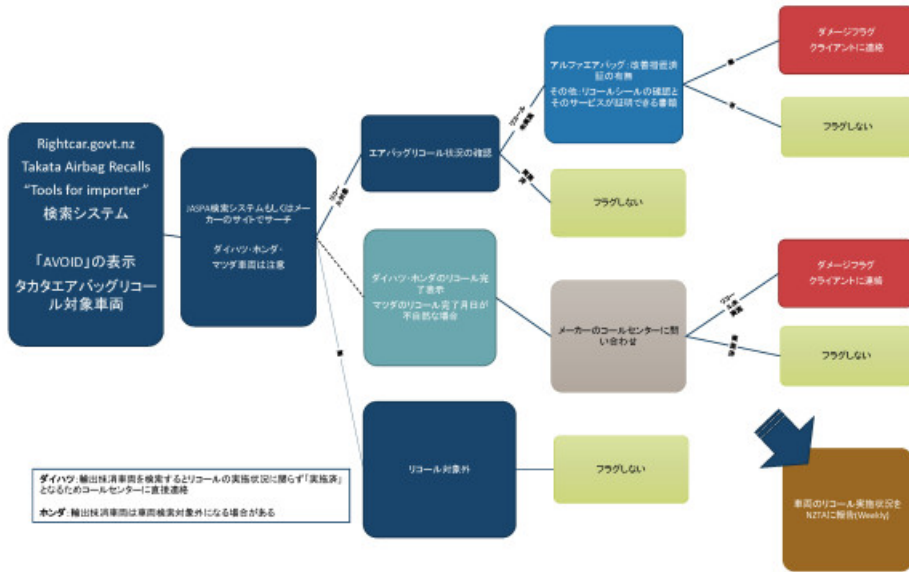 Rightcar.govt.nz
Takata Airbag Recalls
“Tools for importer”
検索システム
「AVOID」の表示
タカタエアバッグリコー
ル対象車両
JASPA検索システムもしくはメー
カーのサイトでサーチ
ダイハツ・ホンダ・
マツダ車両は注意
エアバッグリコール状況の確認
アルファエアバッグ:改善措置済
証の有無
その他:リコールシールの確認と
そのサービスが証明できる書類
ダメージフラグ
クライアントに連絡
フラグしない
フラグしない
ダイハツ・ホンダのリコール完
了表示
マツダのリコール完了月日が
不自然な場合
メーカーのコールセンターに問
い合わせ
ダメージフラグ
クライアントに連絡
フラグしない
リコール対象外
フラグしない
ダイハツ:輸出抹消車両を検索するとリコールの実施状況に関らず「実施済」
となるためコールセンターに直接連絡
ホンダ:輸出抹消車両は車両検索対象外になる場合がある
車両のリコール実施状況を
NZTAに報告(Weekly)